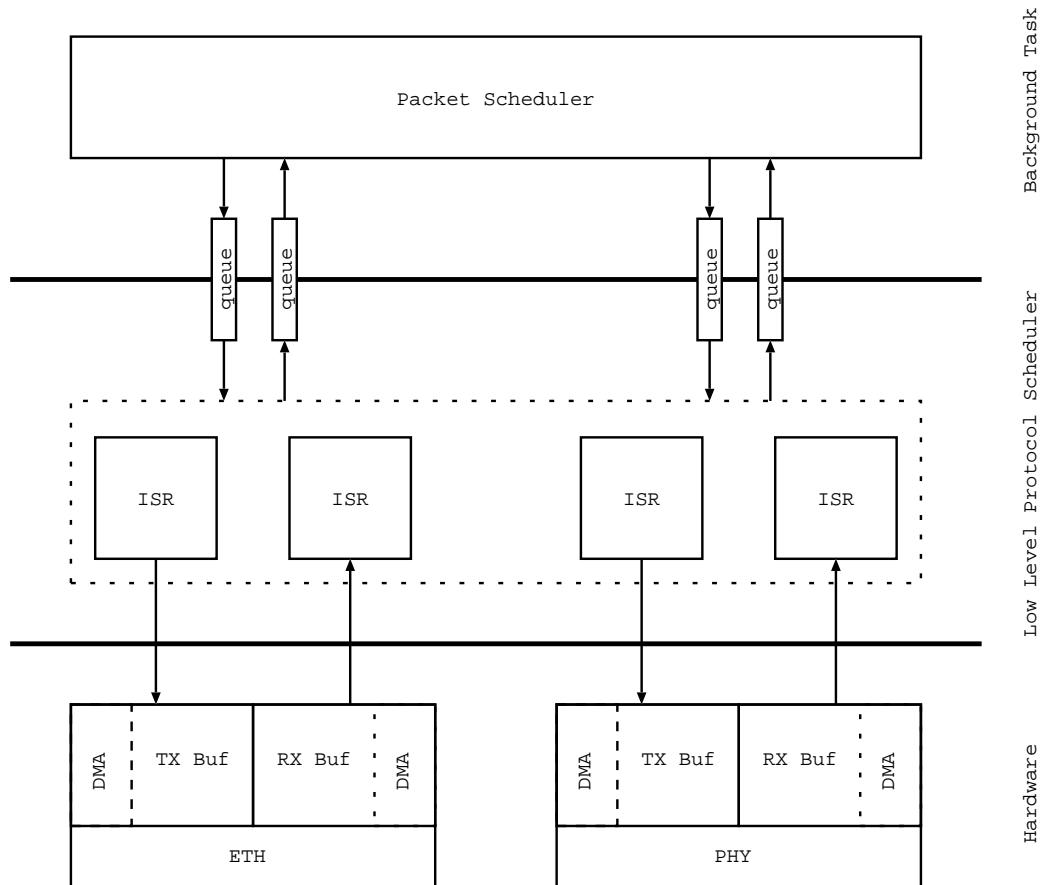 Background Task
Packet Scheduler
queue
queue
queue
queue
Low Level Protocol Scheduler
ISR
ISR
ISR
ISR
DMA
TX Buf
RX Buf
DMA
DMA
TX Buf
RX Buf
DMA
Hardware
ETH
PHY